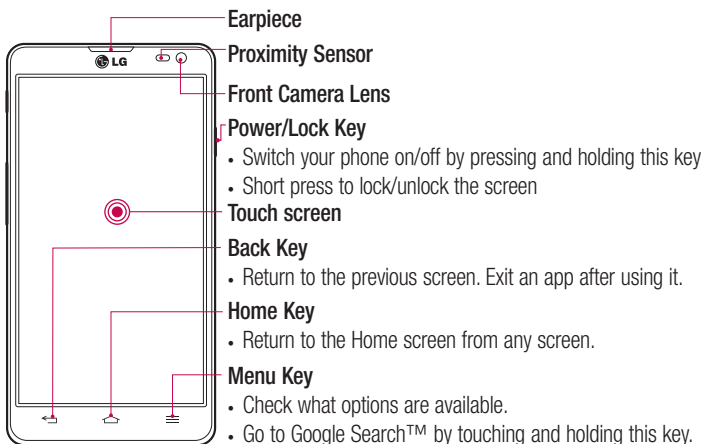 Earpiece
LG
Proximity Sensor
Front Camera Lens
Power/Lock Key
• Switch your phone on/off by pressing and holding this key
• Short press to lock/unlock the screen
Touch screen
Back Key
• Return to the previous screen. Exit an app after using it.
Home Key
• Return to the Home screen from any screen.
Menu Key
• Check what options are available.
• Go to Google Search™ by touching and holding this key.